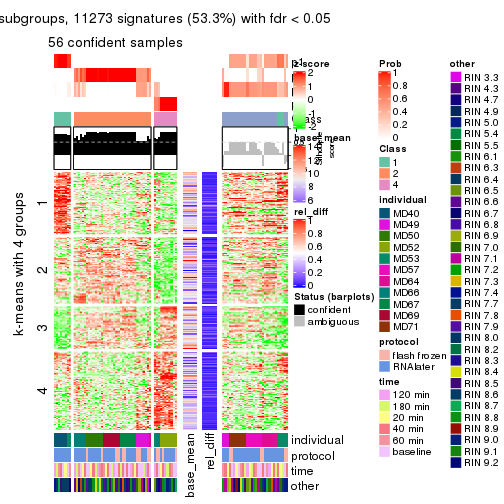 subgroups, 11273 signatures (53.3%) with fdr < 0.05
56 confident samples
k-means with 4 groups
1
2
3
4
base_mean
rel_diff
individual
protocol
time
other
z-score
2
1
0
-1
-2
base_mean
14
6
rel_diff
1
0.8
0.6
0.4
0.2
0
Status (barplots)
confident
ambiguous
Prob
1
0.8
0.6
0.4
0.2
0
Class
1
2
4
individual
MD40
MD49
MD50
MD52
MD53
MD57
MD64
MD66
MD67
MD69
MD71
protocol
flash frozen
RNAlater
time
120 min
180 min
20 min
40 min
60 min
baseline
other
RIN 3.3
RIN 4.3
RIN 4.7
RIN 4.9
RIN 5.0
RIN 5.4
RIN 5.5
RIN 6.1
RIN 6.3
RIN 6.4
RIN 6.5
RIN 6.6
RIN 6.7
RIN 6.8
RIN 6.9
RIN 7.0
RIN 7.1
RIN 7.2
RIN 7.3
RIN 7.4
RIN 7.6
RIN 7.8
RIN 7.9
RIN 8.0
RIN 8.2
RIN 8.3
RIN 8.4
RIN 8.5
RIN 8.6
RIN 8.7
RIN 8.8
RIN 8.9
RIN 9.0
RIN 9.1
RIN 9.2